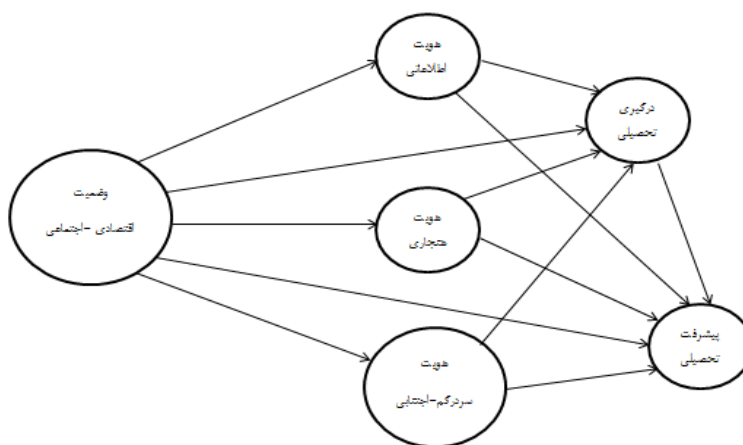 هویت
اطلاعاتی
درگیری
تحصیلی
وضعیت
اقتصادی -اجتماعی
هویت
هنجاری
پیشرفت
تحصیلی
هویت
سردرگم-اجتنابی